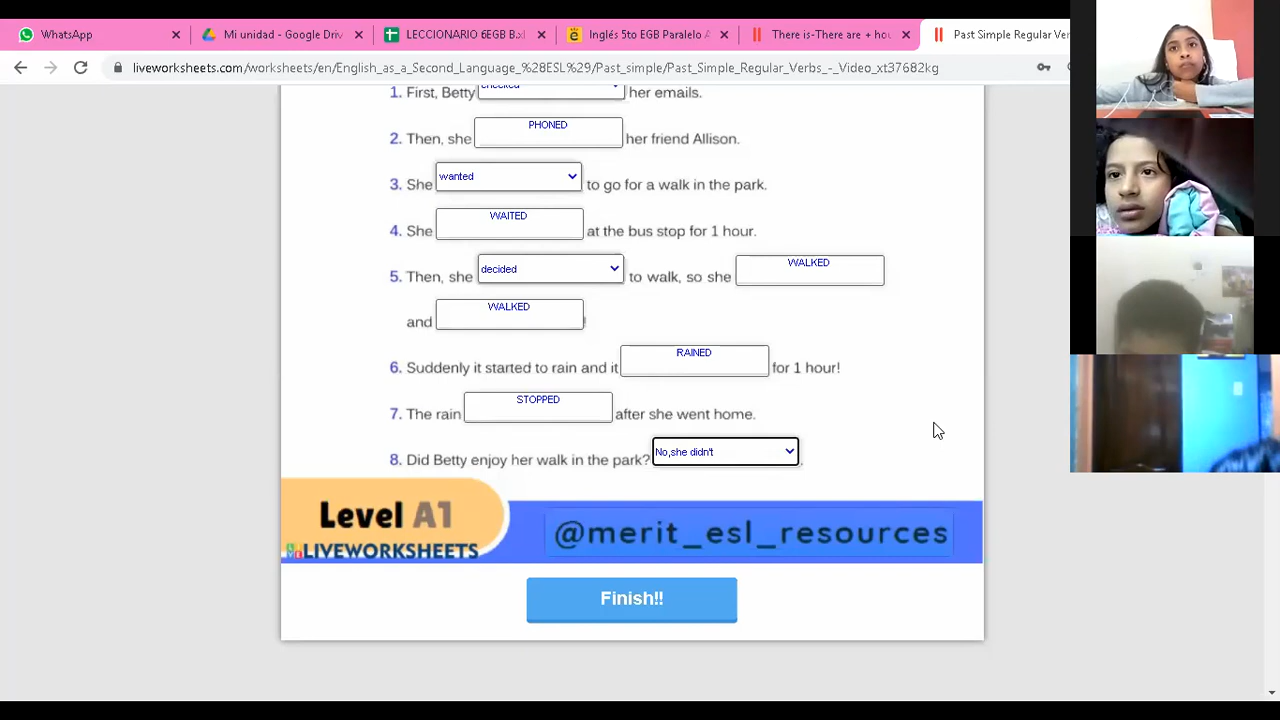 WhatsApp
Mi unidad - Google Driv
LECCIONARIO 6EGB B.xl
Inglés 5to EGB Paralelo A
There is-There are + hou
Past Simple Regular Ver
liveworksheets.com/worksheets/en/English_as_a_Second_Language_%28ESL%29/Past_simple/Past_Simple_Regular_Verbs_-_Video_xt37682kg
1. First, Betty checked her emails.
2. Then, she PHONED her friend Allison.
3. She wanted to go for a walk in the park.
4. She WAITED at the bus stop for 1 hour.
5. Then, she decided to walk, so she WALKED
and WALKED !
6. Suddenly it started to rain and it RAINED for 1 hour!
7. The rain STOPPED after she went home.
8. Did Betty enjoy her walk in the park? No,she didn't .
Level A1
LIVEWORKSHEETS
@merit_esl_resources
Finish!!